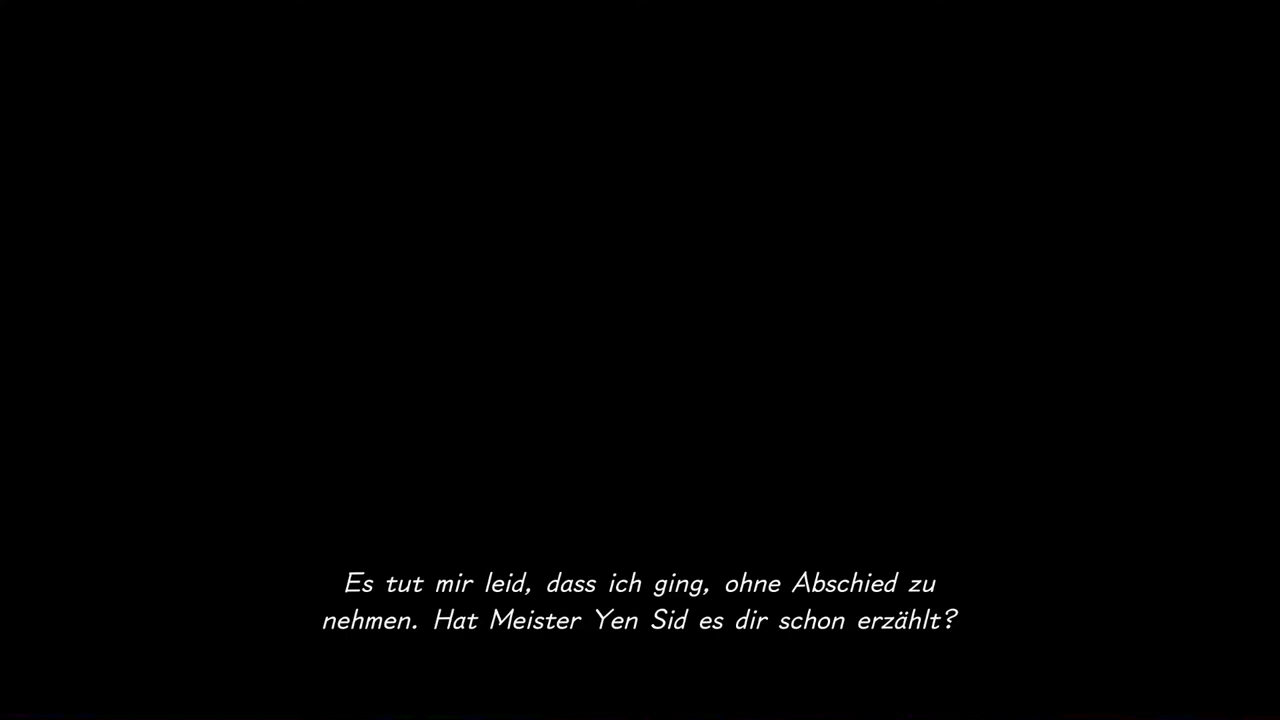 Es tut mir leid, dass ich ging, ohne Abschied zu
nehmen. Hat Meister Yen Sid es dir schon erzählt?